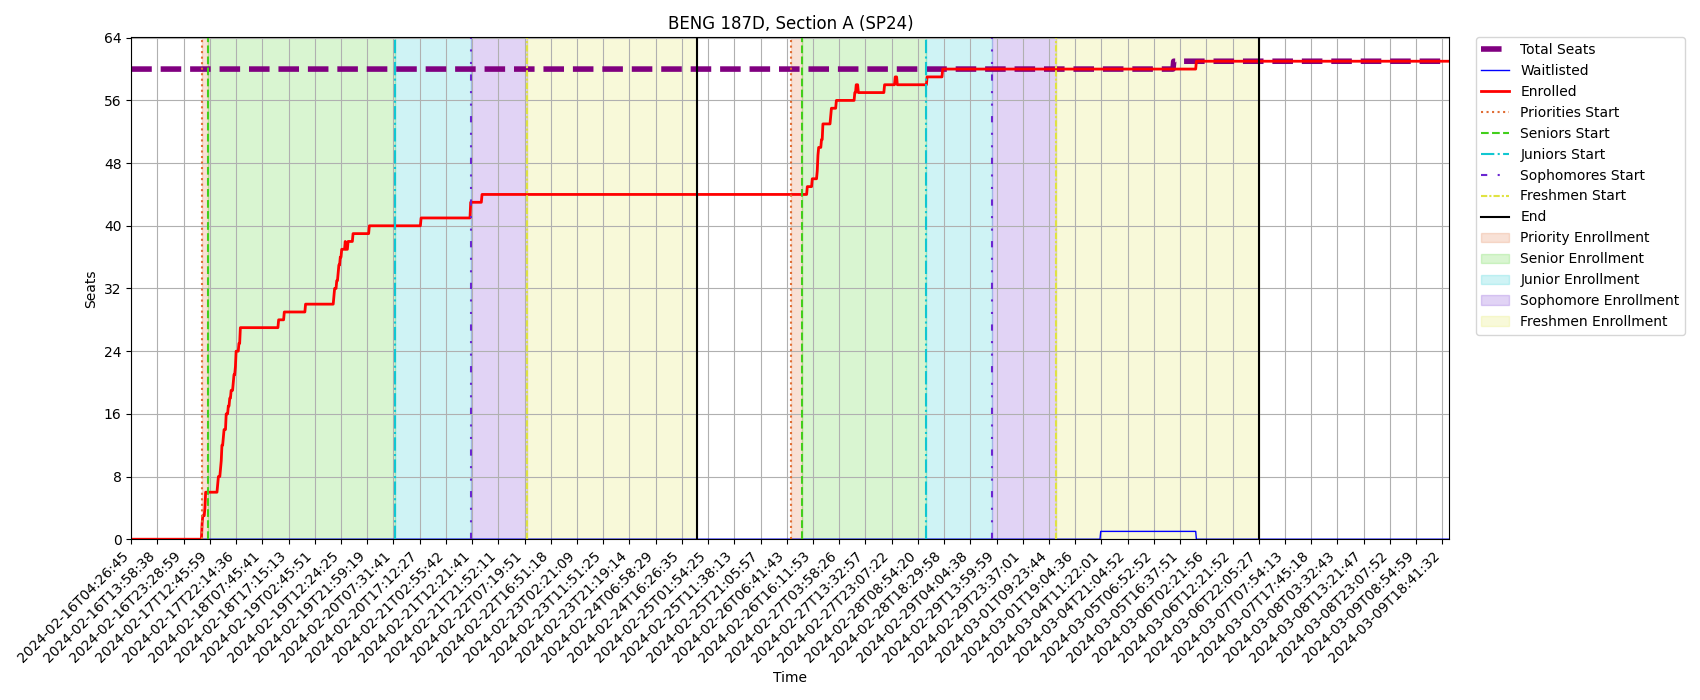 BENG 187D, Section A (SP24)
Seats
64
56
48
40
32
24
16
8
0
2024-02-16T04:26:45
2024-02-16T13:58:38
2024-02-16T23:28:59
2024-02-17T12:45:59
2024-02-17T22:14:36
2024-02-18T07:45:41
2024-02-18T17:15:13
2024-02-19T02:45:51
2024-02-19T12:24:25
2024-02-19T21:59:19
2024-02-20T07:31:41
2024-02-20T17:12:27
2024-02-21T02:55:42
2024-02-21T12:21:41
2024-02-21T21:52:11
2024-02-22T07:19:51
2024-02-22T16:51:18
2024-02-23T02:21:09
2024-02-23T11:51:25
2024-02-23T21:19:14
2024-02-24T06:58:29
2024-02-24T16:26:35
2024-02-25T01:54:25
2024-02-25T11:38:13
2024-02-25T21:05:57
2024-02-26T06:41:43
2024-02-26T16:11:53
2024-02-27T03:58:26
2024-02-27T13:32:57
2024-02-27T23:07:22
2024-02-28T08:54:20
2024-02-28T18:29:58
2024-02-29T04:04:38
2024-02-29T13:59:59
2024-02-29T23:37:01
2024-03-01T09:23:44
2024-03-01T19:04:36
2024-03-04T11:22:01
2024-03-04T21:04:52
2024-03-05T06:52:52
2024-03-05T16:37:51
2024-03-06T02:21:56
2024-03-06T12:21:52
2024-03-06T22:05:27
2024-03-07T07:54:13
2024-03-07T17:45:18
2024-03-08T03:32:43
2024-03-08T13:21:47
2024-03-08T23:07:52
2024-03-09T08:54:59
2024-03-09T18:41:32
Time
Total Seats
Waitlisted
Enrolled
Priorities Start
Seniors Start
Juniors Start
Sophomores Start
Freshmen Start
End
Priority Enrollment
Senior Enrollment
Junior Enrollment
Sophomore Enrollment
Freshmen Enrollment